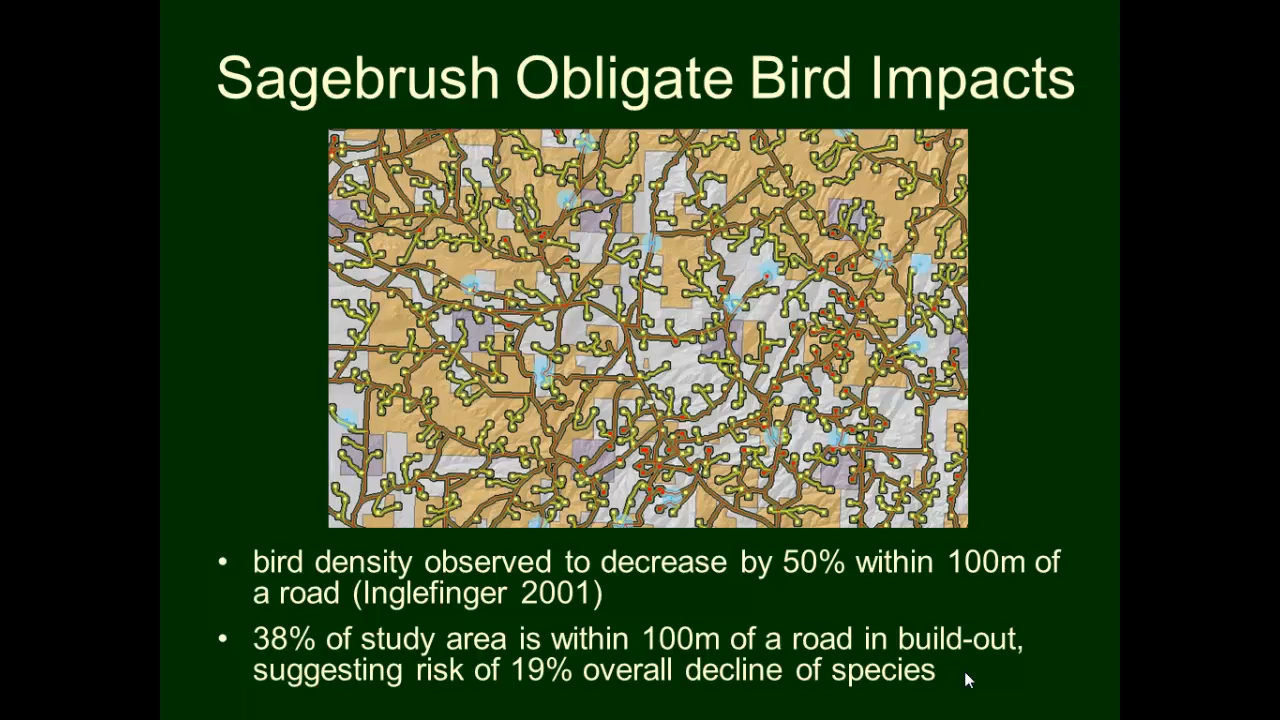 Sagebrush Obligate Bird Impacts
• bird density observed to decrease by 50% within 100m of
a road (Inglefinger 2001)
• 38% of study area is within 100m of a road in build-out,
suggesting risk of 19% overall decline of species